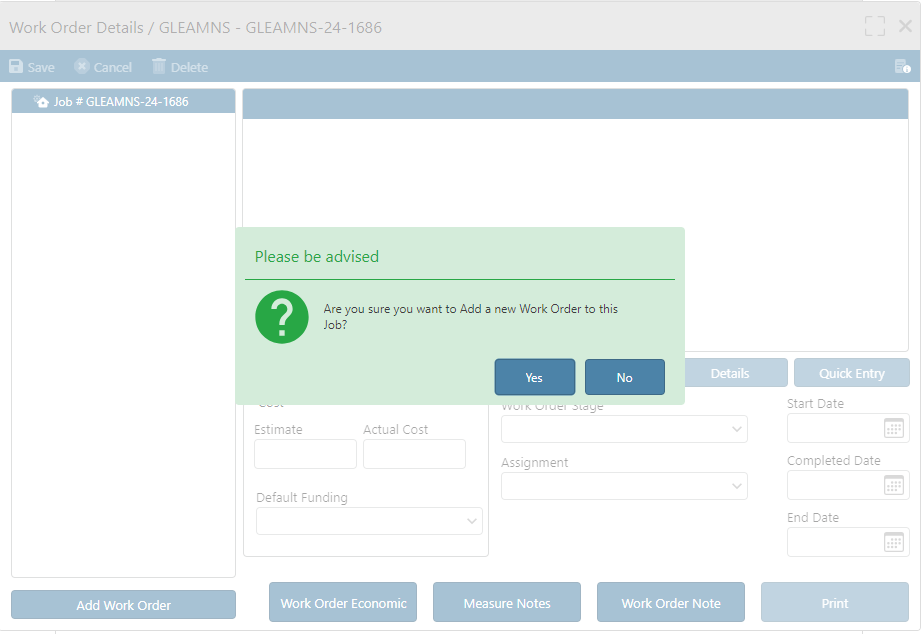 Work Order Details / GLEAMNS - GLEAMNS-24-1686
Save
Cancel
Delete
Job # GLEAMNS-24-1686
Please be advised
Are you sure you want to Add a new Work Order to this
Job?
Yes
No
Details
Quick Entry
Cost
Work Order Stage
Start Date
Estimate
Actual Cost
Assignment
Completed Date
Default Funding
End Date
Add Work Order
Work Order Economic
Measure Notes
Work Order Note
Print